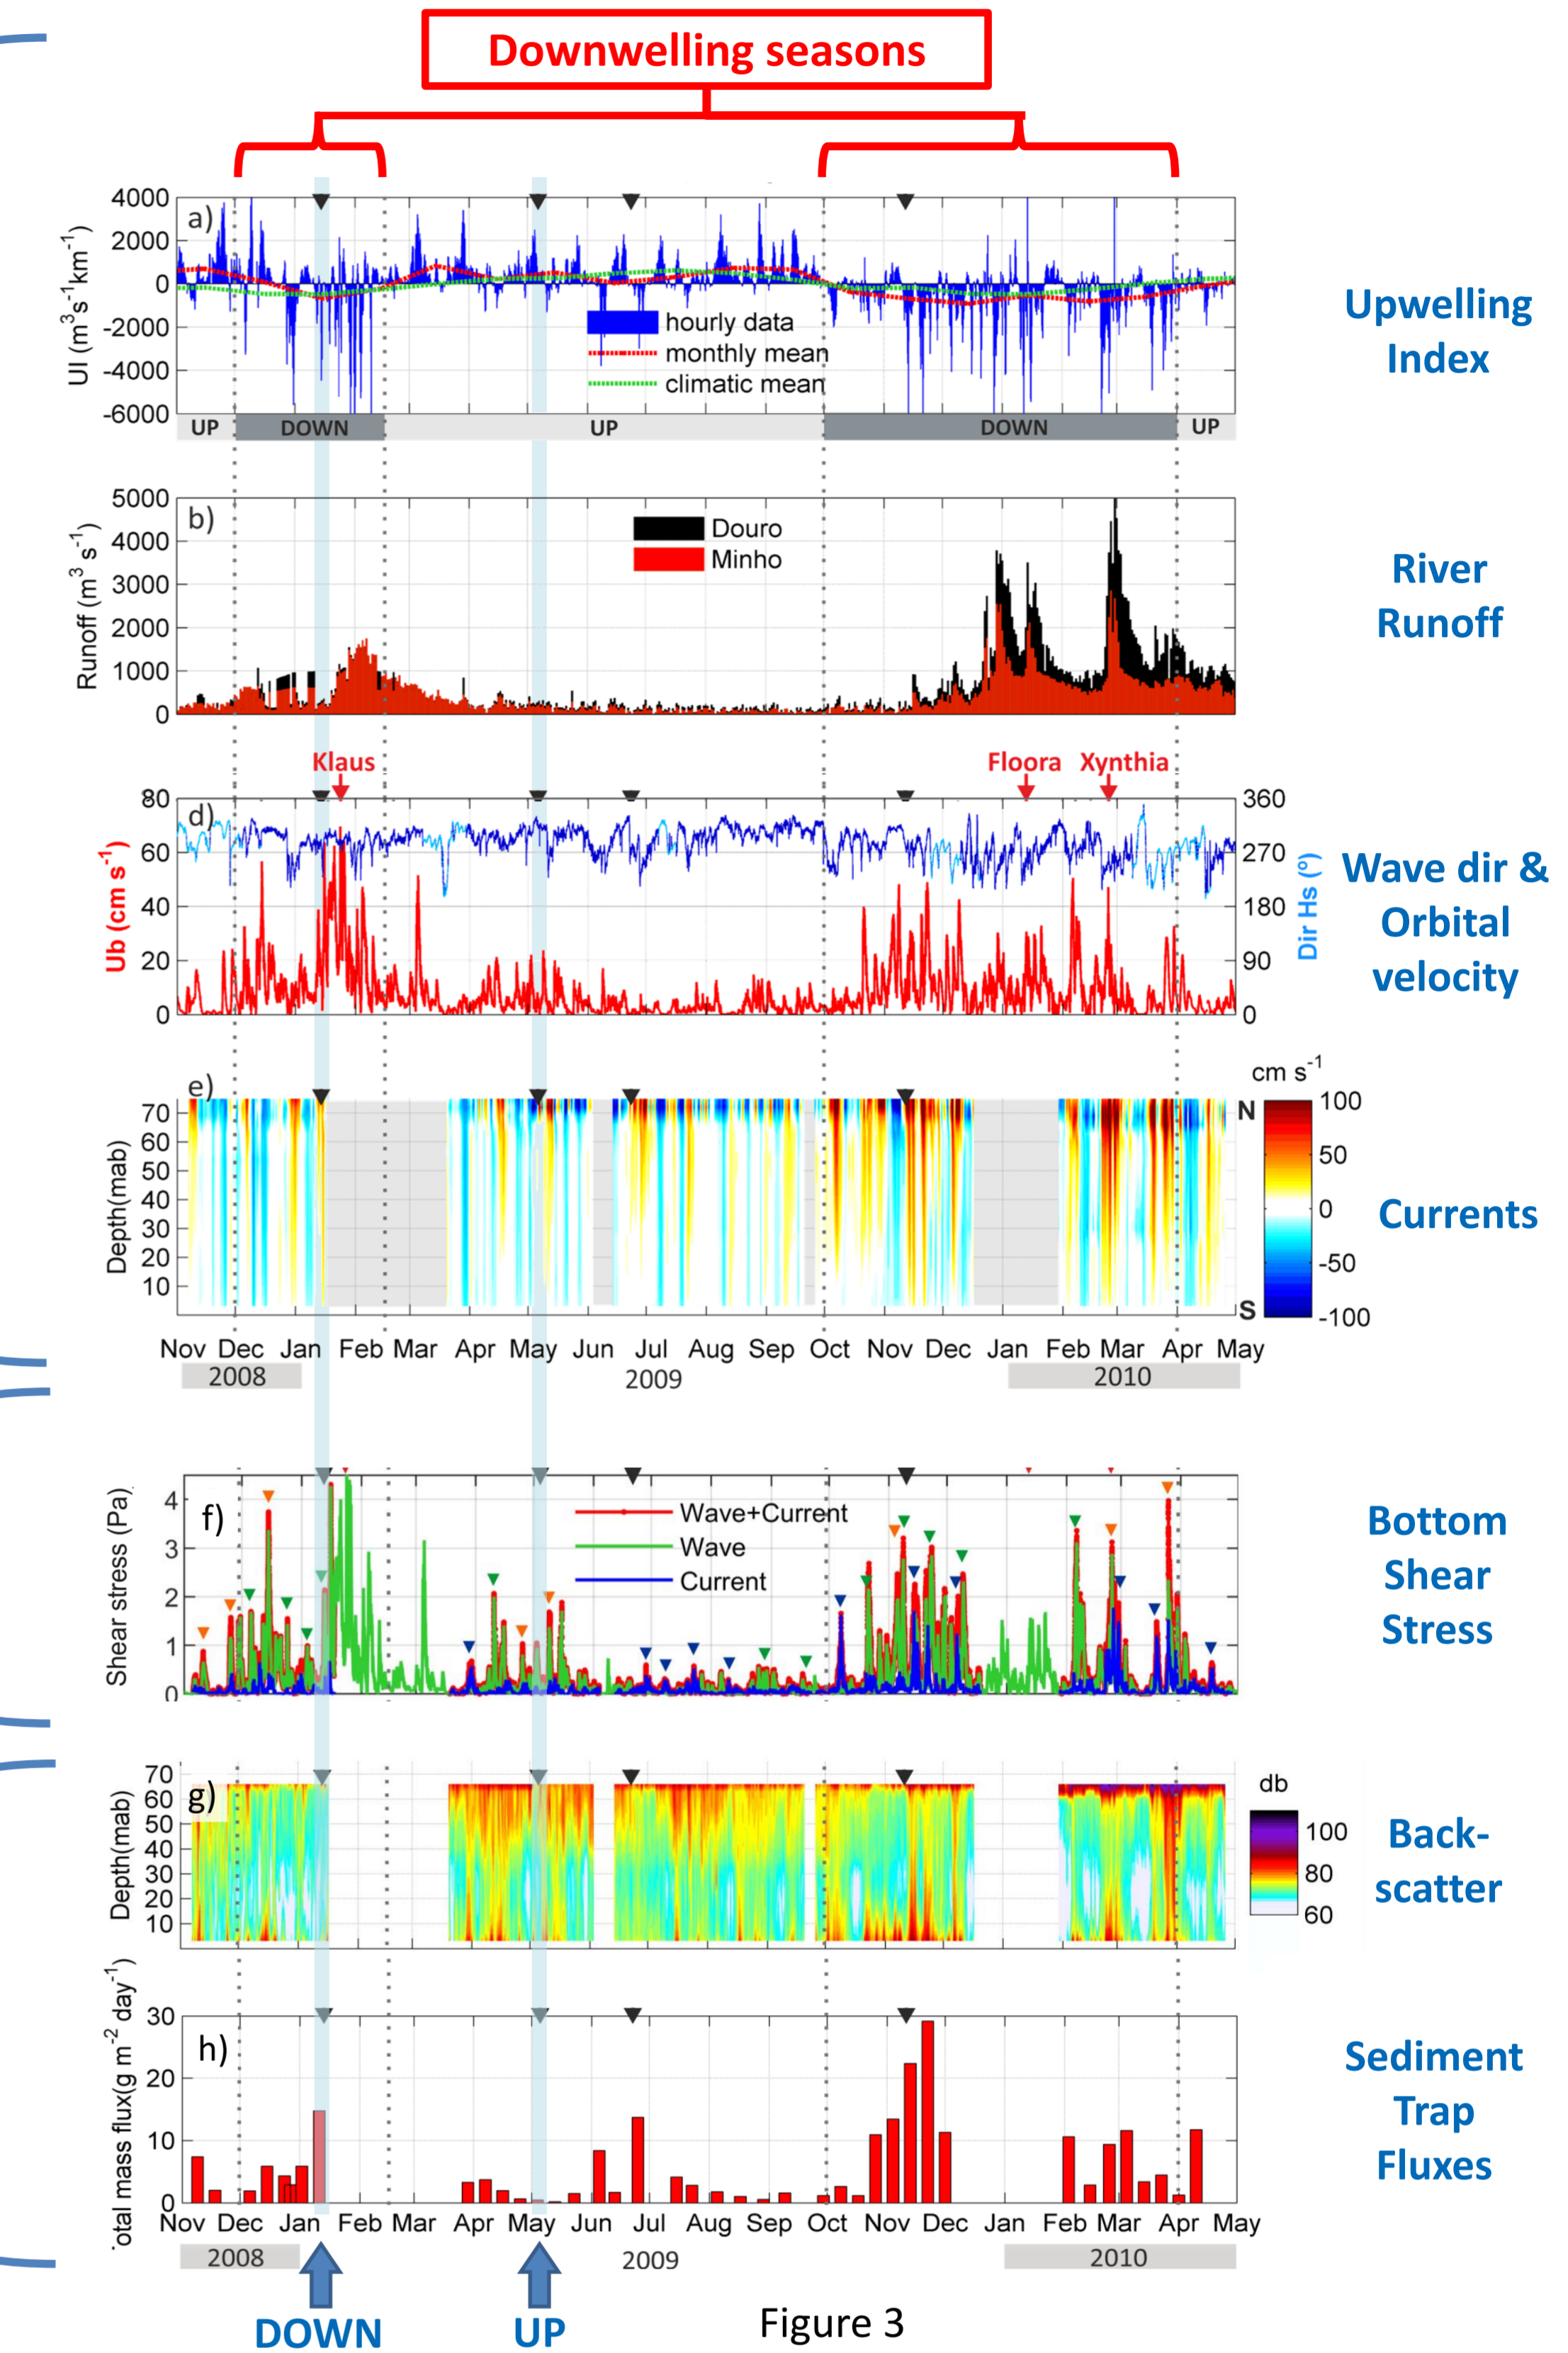 Downwelling seasons
a)
UI (m³s⁻¹km⁻¹)
4000
2000
0
-2000
-4000
-6000
hourly data
monthly mean
climatic mean
UP DOWN UP DOWN UP
Upwelling
Index
b)
Runoff (m³ s⁻¹)
5000
4000
3000
2000
1000
0
Douro
Minho
River
Runoff
Klaus Floora Xynthia
d)
Ub (cm s⁻¹)
80
60
40
20
0
360
270
180
90
0
Dir Hs (º)
Wave dir &
Orbital
velocity
e)
Depth(mab)
70
60
50
40
30
20
10
cm s⁻¹
N
S
100
50
0
-50
-100
Currents
Nov Dec Jan Feb Mar Apr May Jun Jul Aug Sep Oct Nov Dec Jan Feb Mar Apr May
2008 2009 2010
f)
Shear stress (Pa)
4
3
2
1
0
Wave+Current
Wave
Current
Bottom
Shear
Stress
g)
Depth(mab)
70
60
50
40
30
20
10
db
100
80
60
Back-
scatter
h)
otal mass flux(g m⁻² day⁻¹)
30
20
10
0
Sediment
Trap
Fluxes
Nov Dec Jan Feb Mar Apr May Jun Jul Aug Sep Oct Nov Dec Jan Feb Mar Apr May
2008 2009 2010
DOWN UP
Figure 3